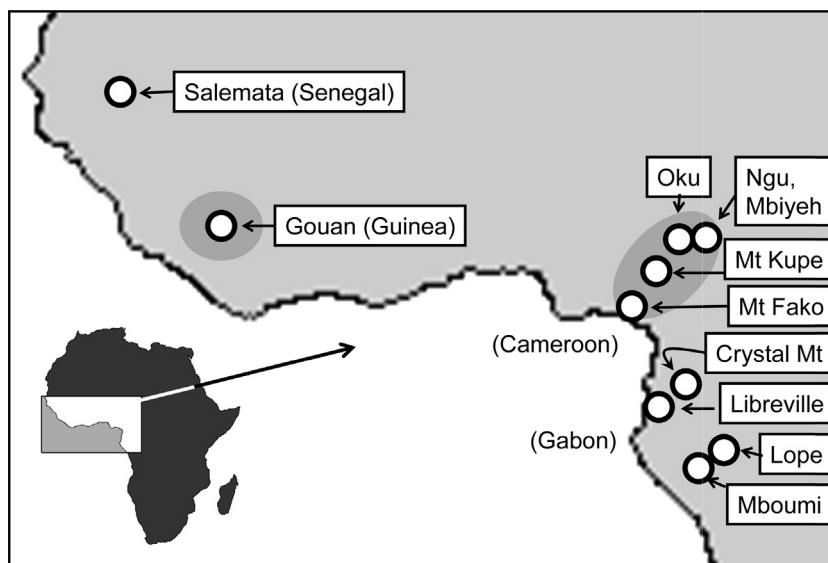 Salemata (Senegal)
Oku
Ngu,
Mbiyeh
Gouan (Guinea)
Mt Kupe
Mt Fako
(Cameroon)
Crystal Mt
Libreville
(Gabon)
Lope
Mboumi